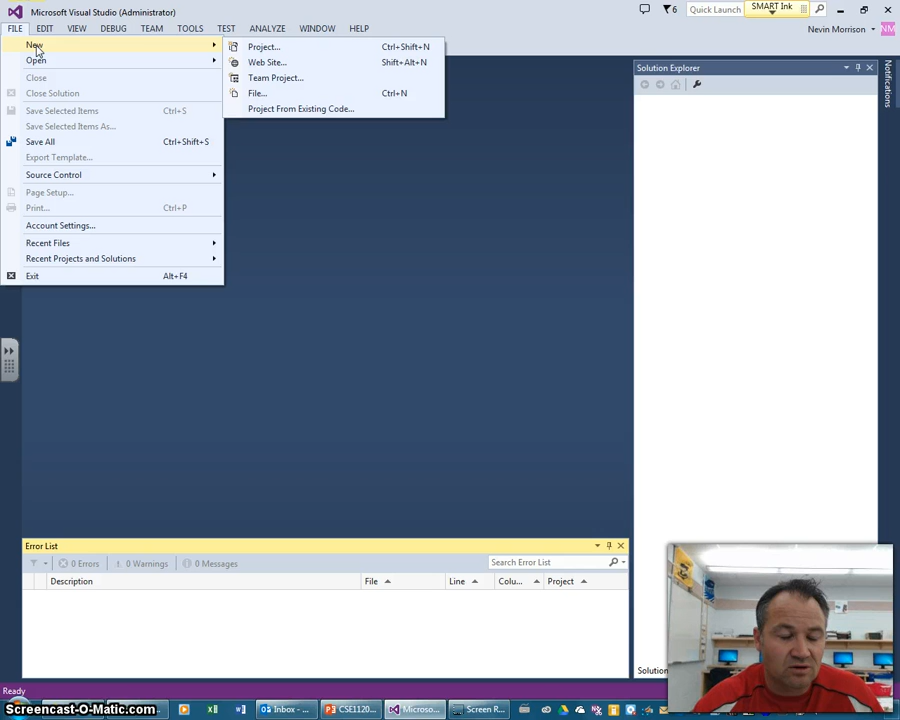 Microsoft Visual Studio (Administrator)
SMART Ink
6
Quick Launch
FILE EDIT VIEW DEBUG TEAM TOOLS TEST ANALYZE WINDOW HELP
Nevin Morrison NM
New
Open
Close
Close Solution
Save Selected Items Ctrl+S
Save Selected Items As...
Save All Ctrl+Shift+S
Export Template...
Source Control
Page Setup...
Print... Ctrl+P
Account Settings...
Recent Files
Recent Projects and Solutions
Exit Alt+F4
Project... Ctrl+Shift+N
Web Site... Shift+Alt+N
Team Project...
File... Ctrl+N
Project From Existing Code...
Solution Explorer
Notifications
Error List
0 Errors 0 Warnings 0 Messages
Search Error List
Description File Line Colu... Project
Solution
Ready
Screencast-O-Matic.com
Inbox - ... CSE1120... Microso... Screen R...